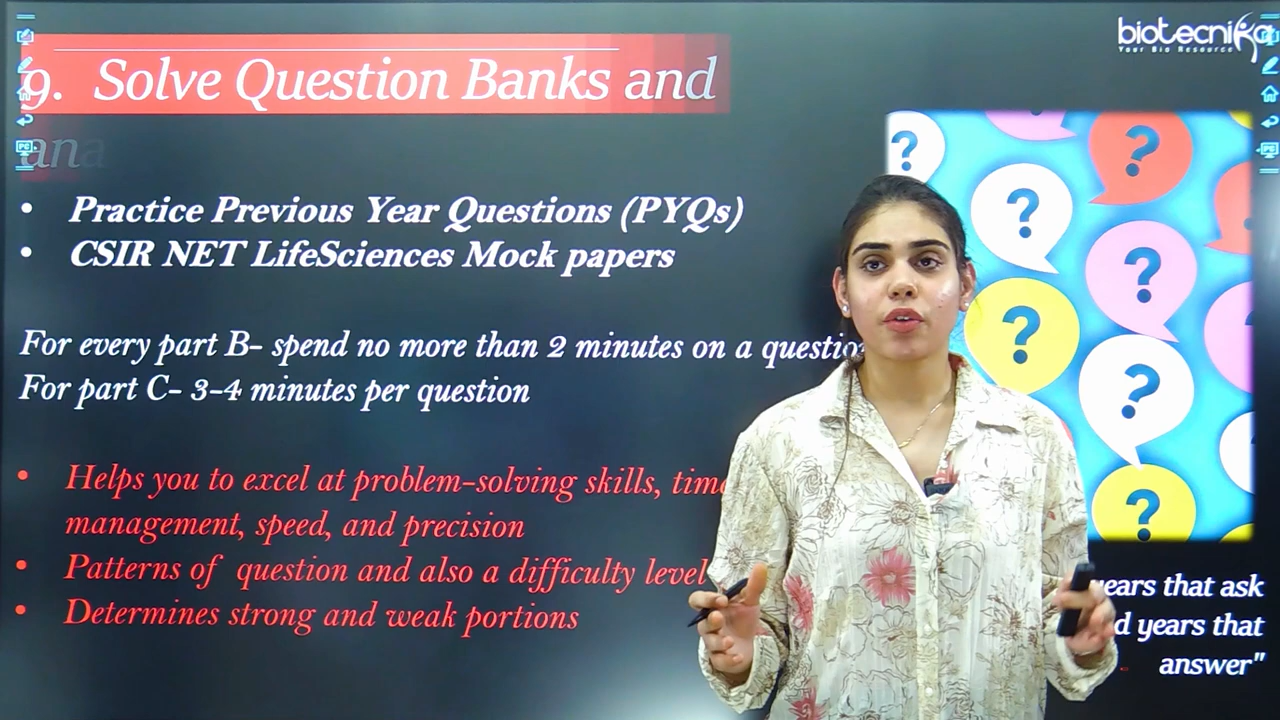 biotecnika
Your Bio Resource
9. Solve Question Banks and
ana
• Practice Previous Year Questions (PYQs)
• CSIR NET LifeSciences Mock papers
For every part B- spend no more than 2 minutes on a questio
For part C- 3-4 minutes per question
• Helps you to excel at problem-solving skills, time
management, speed, and precision
• Patterns of question and also a difficulty level
• Determines strong and weak portions
years that ask
d years that
answer"